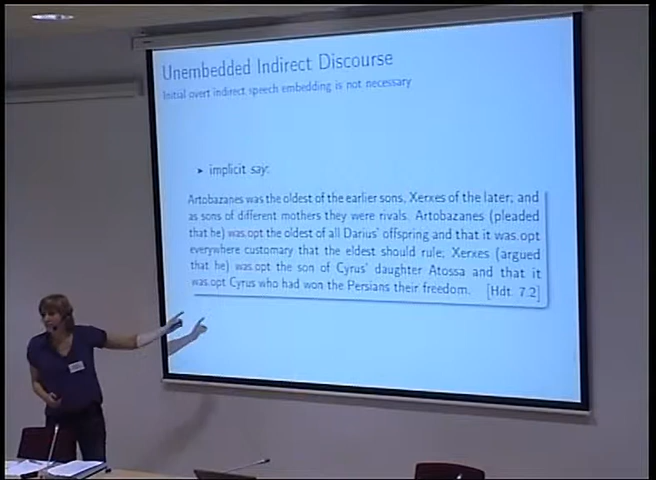 Unembedded Indirect Discourse
Initial overt indirect speech embedding is not necessary
➤ implicit say:
Artobazanes was the oldest of the earlier sons, Xerxes of the later; and
as sons of different mothers they were rivals. Artobazanes (pleaded
that he) was.opt the oldest of all Darius' offspring and that it was.opt
everywhere customary that the eldest should rule; Xerxes (argued
that he) was.opt the son of Cyrus' daughter Atossa and that it
was.opt Cyrus who had won the Persians their freedom. [Hdt. 7.2]